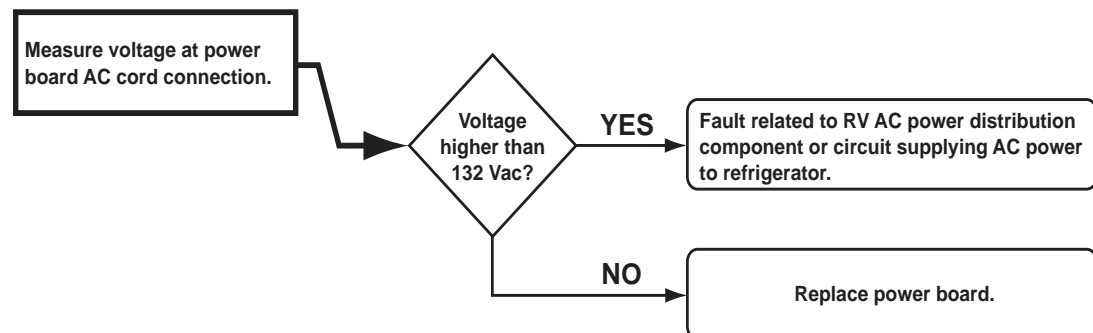 Measure voltage at power
board AC cord connection.
Voltage
higher than
132 Vac?
YES
Fault related to RV AC power distribution
component or circuit supplying AC power
to refrigerator.
NO
Replace power board.